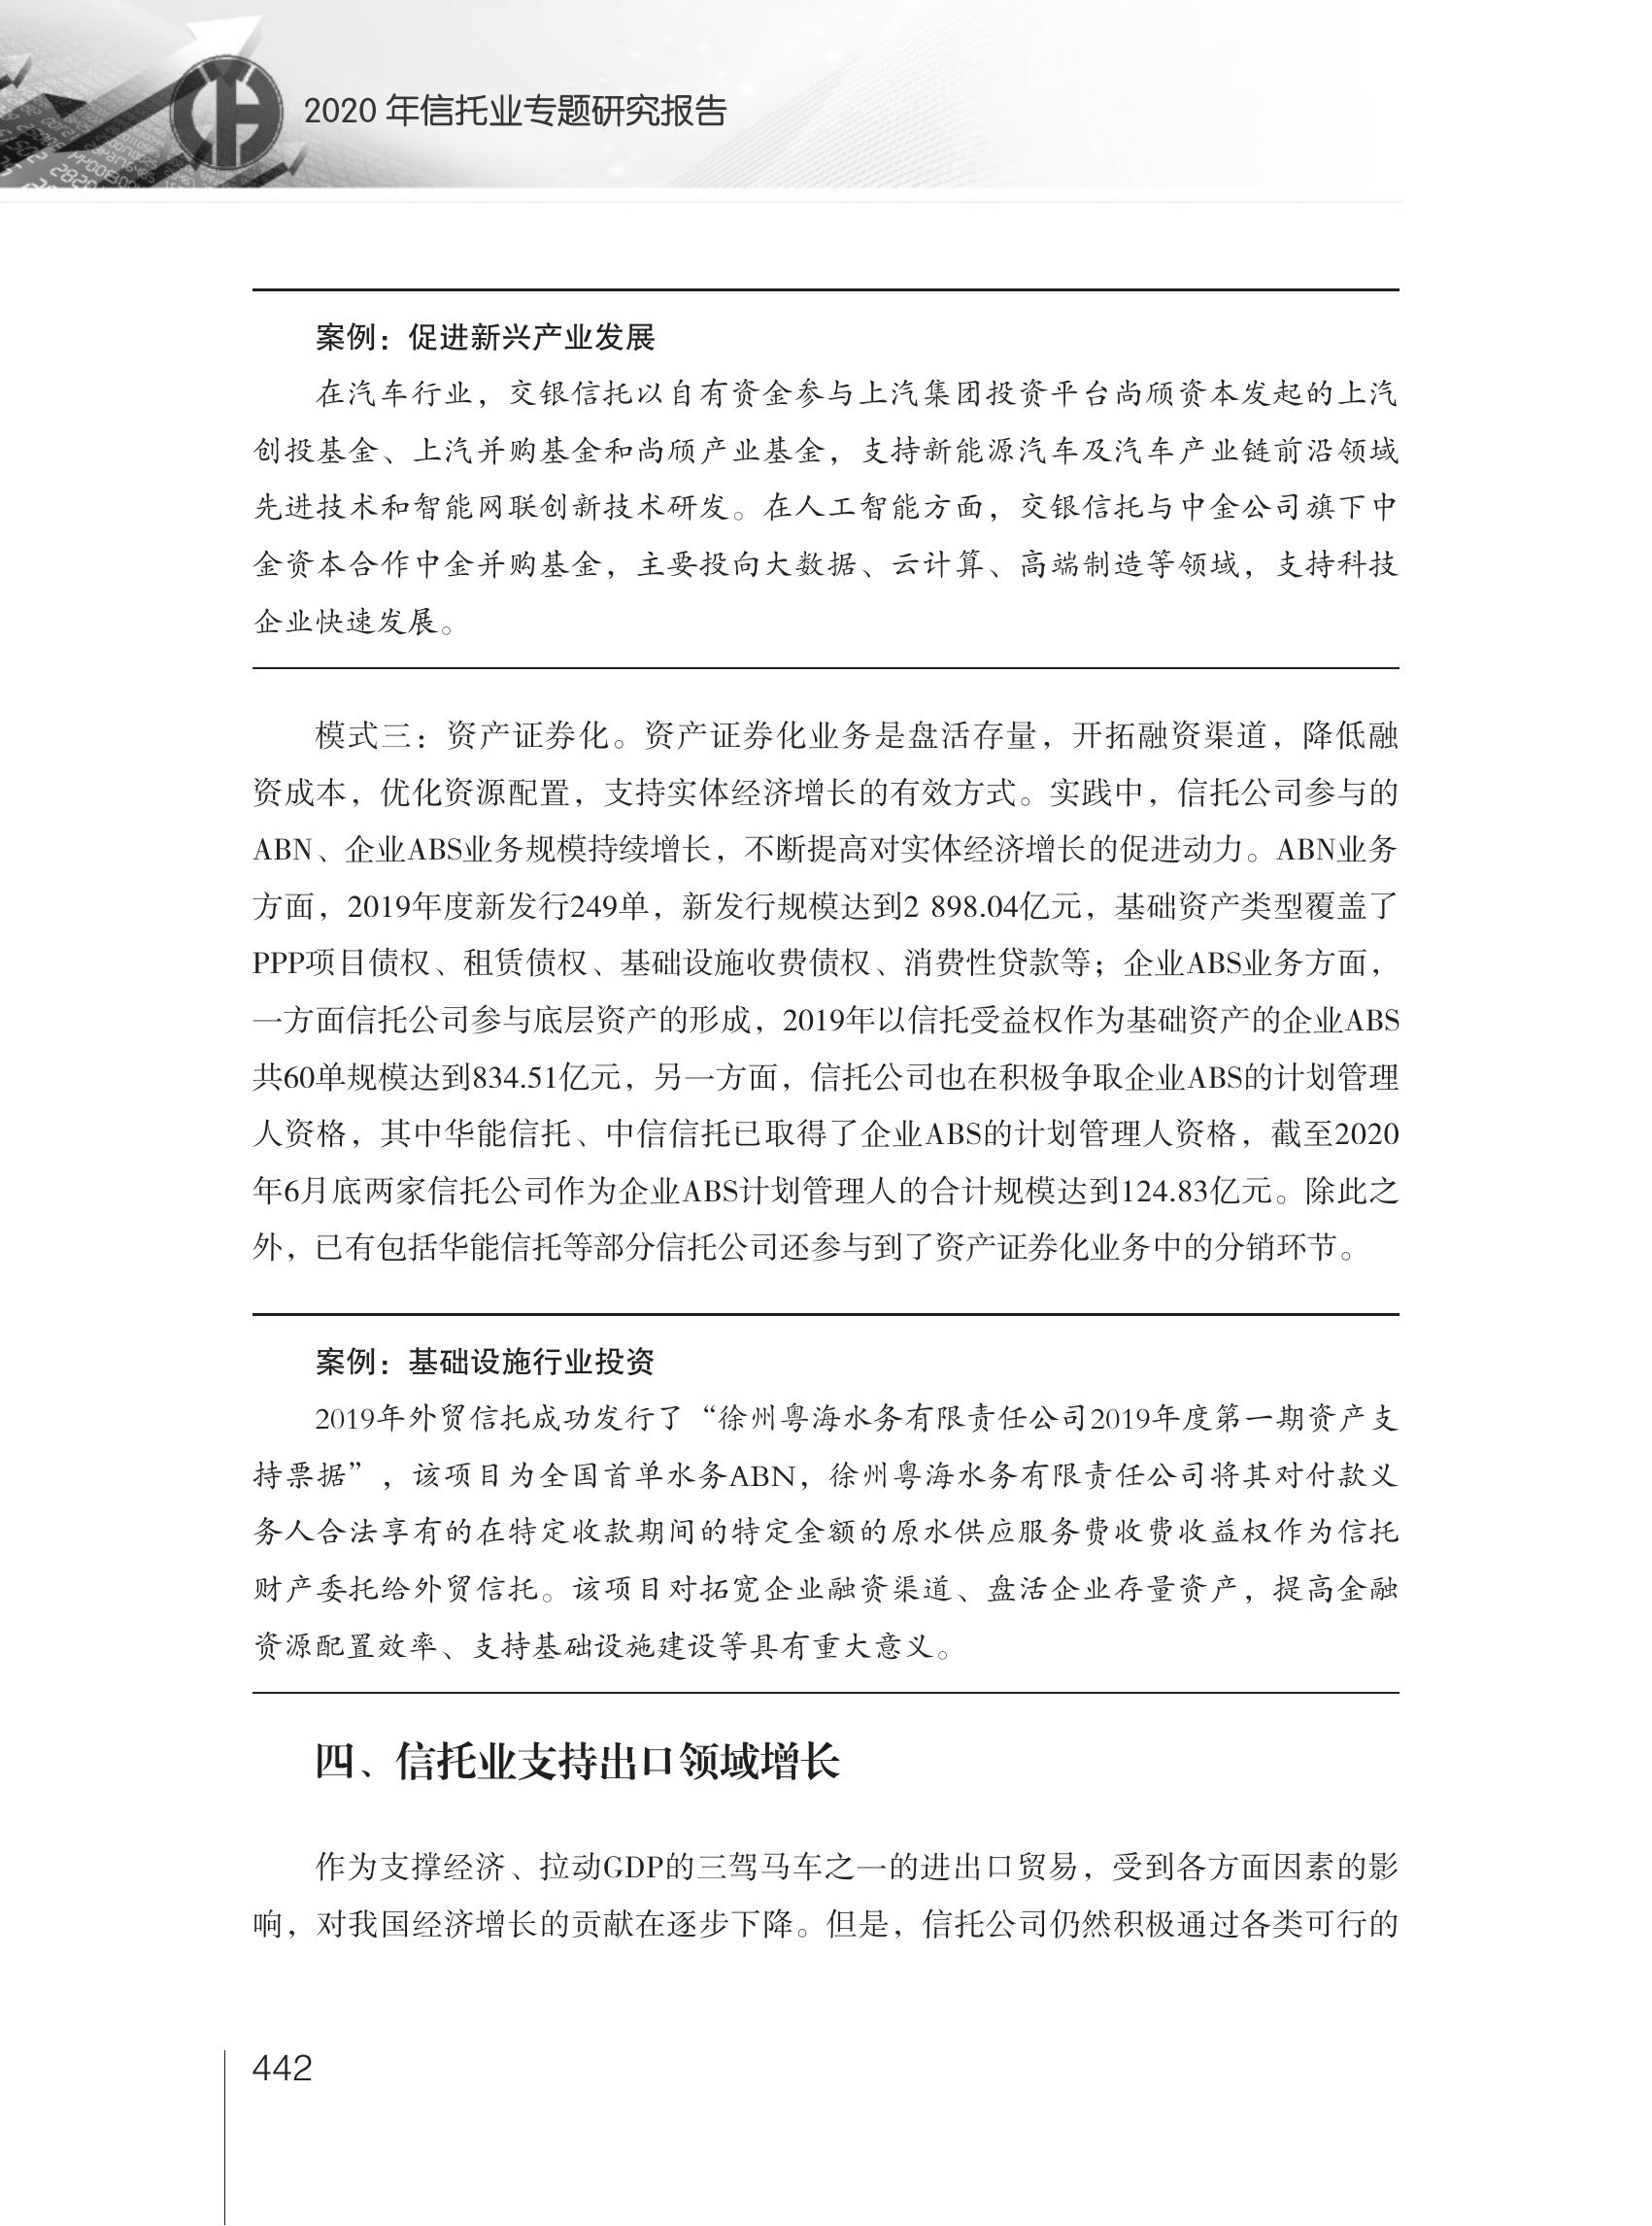 2020 年信托业专题研究报告
案例：促进新兴产业发展
在汽车行业，交银信托以自有资金参与上汽集团投资平台尚颀资本发起的上汽
创投基金、上汽并购基金和尚颀产业基金，支持新能源汽车及汽车产业链前沿领域
先进技术和智能网联创新技术研发。在人工智能方面，交银信托与中金公司旗下中
金资本合作中金并购基金，主要投向大数据、云计算、高端制造等领域，支持科技
企业快速发展。
模式三：资产证券化。资产证券化业务是盘活存量，开拓融资渠道，降低融
资成本，优化资源配置，支持实体经济增长的有效方式。实践中，信托公司参与的
ABN、企业ABS业务规模持续增长，不断提高对实体经济增长的促进动力。ABN业务
方面，2019年度新发行249单，新发行规模达到2 898.04亿元，基础资产类型覆盖了
PPP项目债权、租赁债权、基础设施收费债权、消费性贷款等；企业ABS业务方面，
一方面信托公司参与底层资产的形成，2019年以信托受益权作为基础资产的企业ABS
共60单规模达到834.51亿元，另一方面，信托公司也在积极争取企业ABS的计划管理
人资格，其中华能信托、中信信托已取得了企业ABS的计划管理人资格，截至2020
年6月底两家信托公司作为企业ABS计划管理人的合计规模达到124.83亿元。除此之
外，已有包括华能信托等部分信托公司还参与到了资产证券化业务中的分销环节。
案例：基础设施行业投资
2019年外贸信托成功发行了“徐州粤海水务有限责任公司2019年度第一期资产支
持票据”，该项目为全国首单水务ABN，徐州粤海水务有限责任公司将其对付款义
务人合法享有的在特定收款期间的特定金额的原水供应服务费收费收益权作为信托
财产委托给外贸信托。该项目对拓宽企业融资渠道、盘活企业存量资产，提高金融
资源配置效率、支持基础设施建设等具有重大意义。
四、信托业支持出口领域增长
作为支撑经济、拉动GDP的三驾马车之一的进出口贸易，受到各方面因素的影
响，对我国经济增长的贡献在逐步下降。但是，信托公司仍然积极通过各类可行的
442